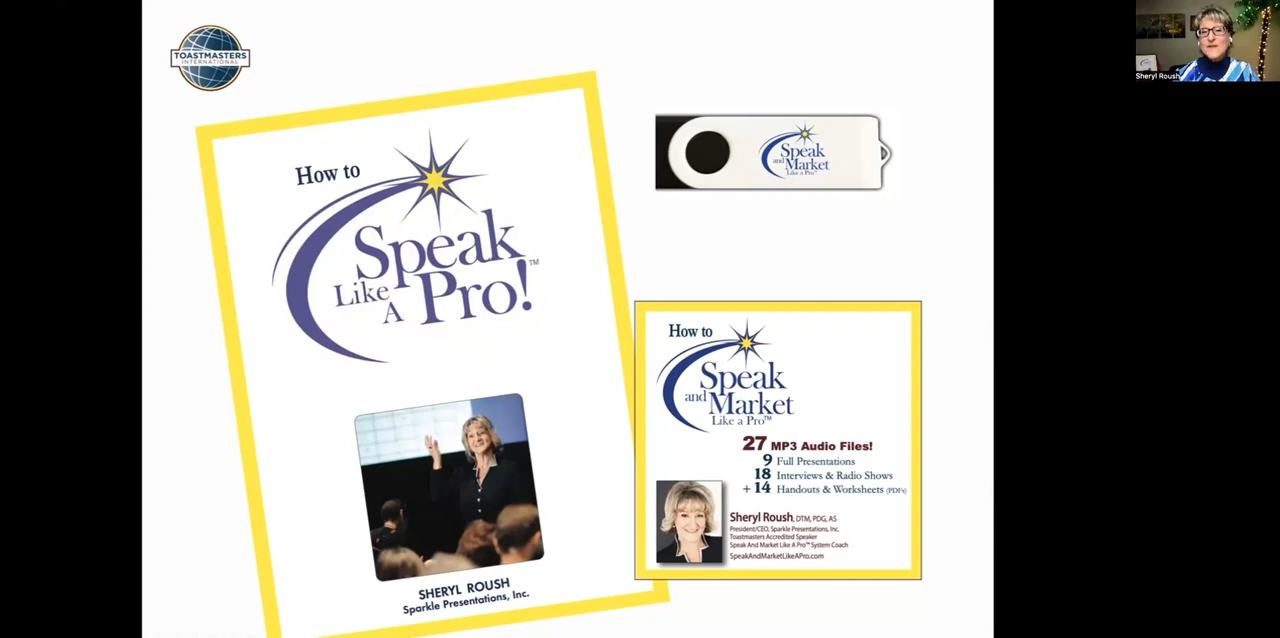 TOASTMASTERS
INTERNATIONAL
How to
Speak
Like
A Pro!™
SHERYL ROUSH
Sparkle Presentations, Inc.
Speak
and Market
Like a Pro™
How to
Speak
and Market
Like a Pro™
27 MP3 Audio Files!
9 Full Presentations
18 Interviews & Radio Shows
+ 14 Handouts & Worksheets (PDFs)
Sheryl Roush, DTM, PDG, AS
President/CEO, Sparkle Presentations, Inc.
Toastmasters Accredited Speaker
Speak And Market Like A Pro™ System Coach
SpeakAndMarketLikeAPro.com
Sheryl Roush